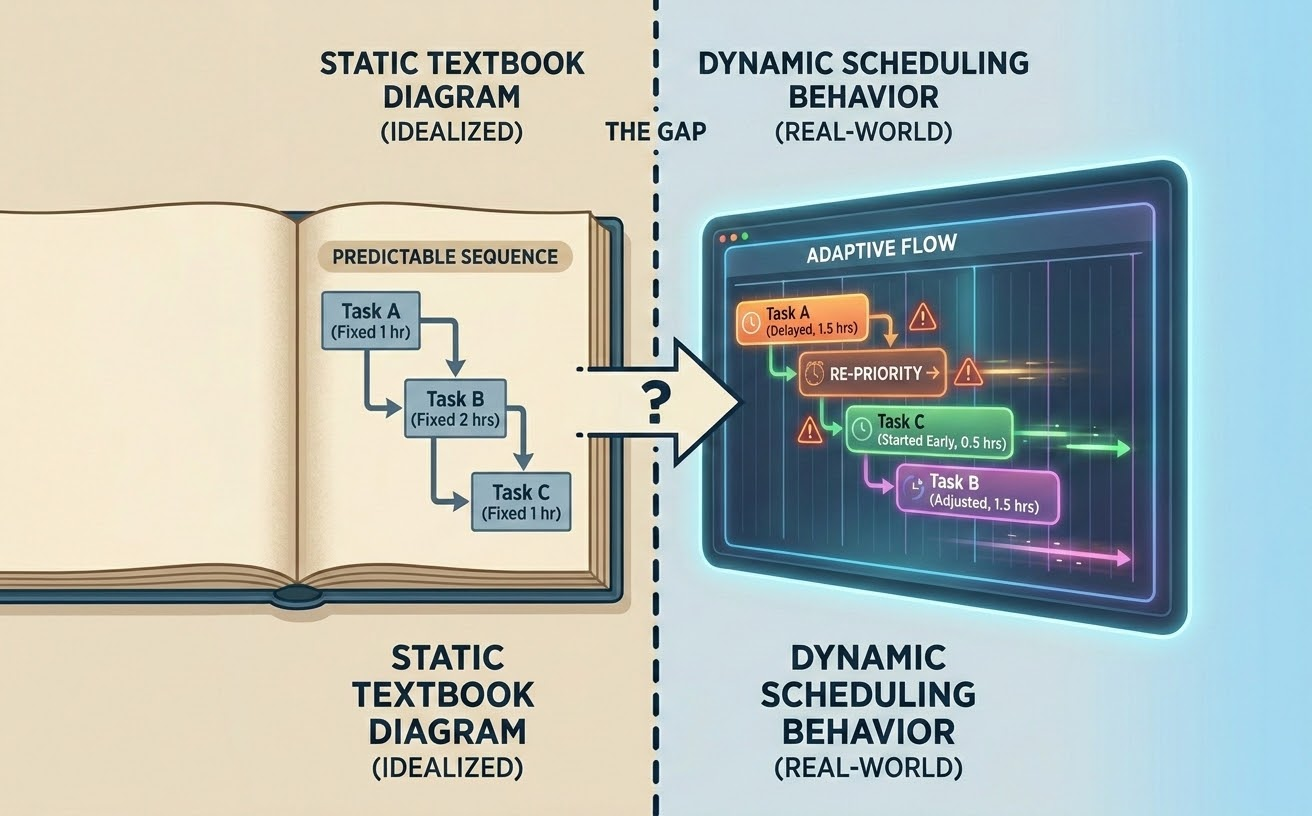 STATIC TEXTBOOK
DIAGRAM
(IDEALIZED)
THE GAP
DYNAMIC SCHEDULING
BEHAVIOR
(REAL-WORLD)
PREDICTABLE SEQUENCE
Task A
(Fixed 1 hr)
Task B
(Fixed 2 hrs)
Task C
(Fixed 1 hr)
?
ADAPTIVE FLOW
Task A
(Delayed, 1.5 hrs)
RE-PRIORITY →
Task C
(Started Early, 0.5 hrs)
Task B
(Adjusted, 1.5 hrs)
STATIC
TEXTBOOK
DIAGRAM
(IDEALIZED)
DYNAMIC
SCHEDULING
BEHAVIOR
(REAL-WORLD)